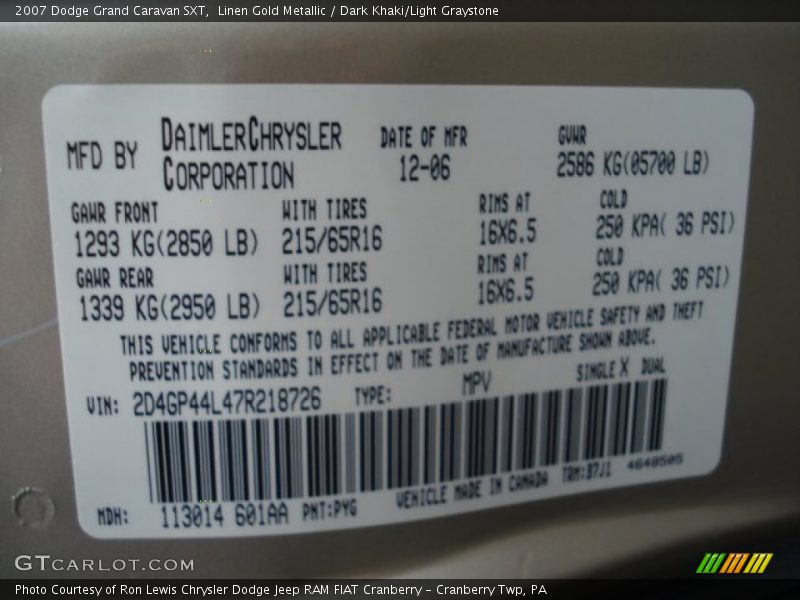 2007 Dodge Grand Caravan SXT,  Linen Gold Metallic / Dark Khaki/Light Graystone
MFD BY DAIMLERCHRYSLER CORPORATION
DATE OF MFR 12-06
GVWR 2586 KG(05700 LB)
GAWR FRONT WITH TIRES RIMS AT COLD
1293 KG(2850 LB) 215/65R16 16X6.5 250 KPA( 36 PSI)
GAWR REAR WITH TIRES RIMS AT COLD
1339 KG(2950 LB) 215/65R16 16X6.5 250 KPA( 36 PSI)
THIS VEHICLE CONFORMS TO ALL APPLICABLE FEDERAL MOTOR VEHICLE SAFETY AND THEFT
PREVENTION STANDARDS IN EFFECT ON THE DATE OF MANUFACTURE SHOWN ABOVE.
VIN: 2D4GP44L47R218726 TYPE: MPV SINGLE X DUAL
MDH: 113014 601AA PNT:PYG VEHICLE MADE IN CANADA TRM:B7J1 4648505
GTCARLOT.COM
Photo Courtesy of Ron Lewis Chrysler Dodge Jeep RAM FIAT Cranberry – Cranberry Twp, PA